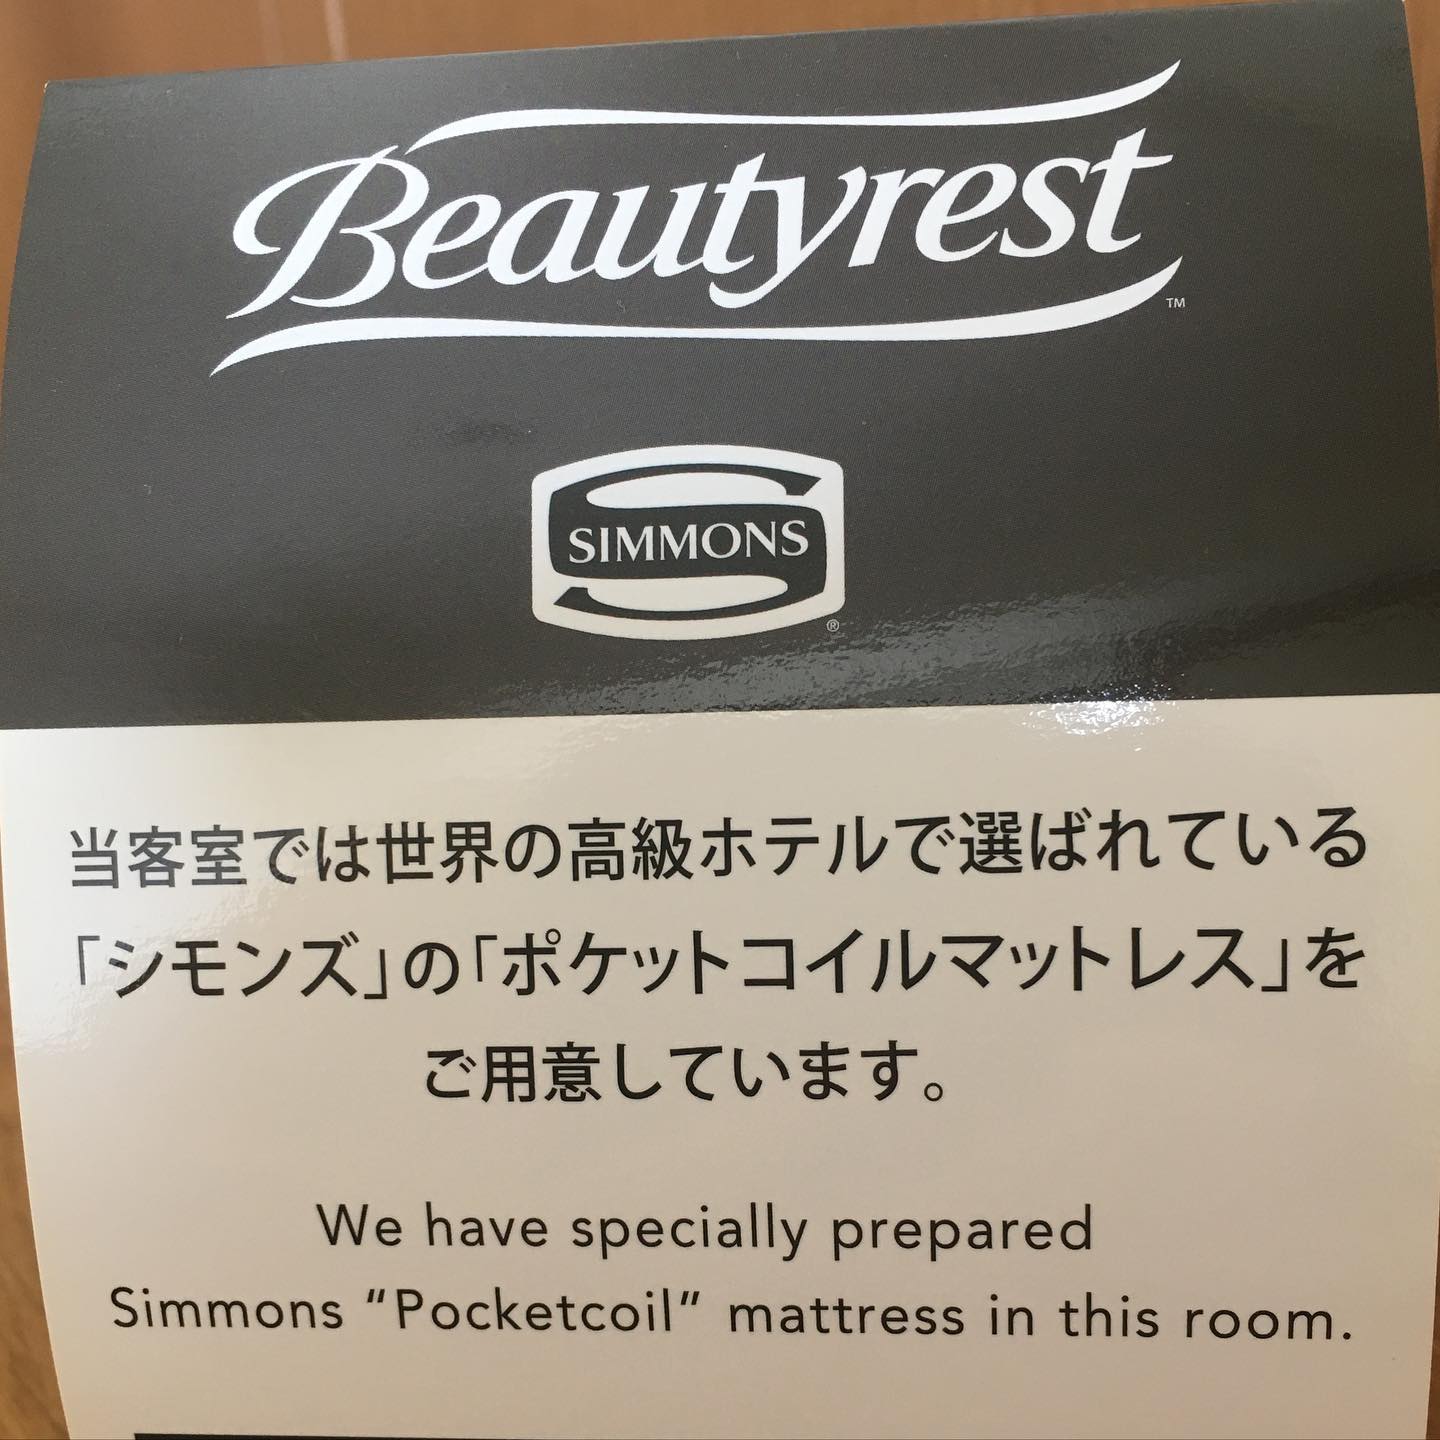 Beautyrest
TM
SIMMONS
®
当客室では世界の高級ホテルで選ばれている
「シモンズ」の「ポケットコイルマットレス」を
ご用意しています。
We have specially prepared
Simmons “Pocketcoil” mattress in this room.